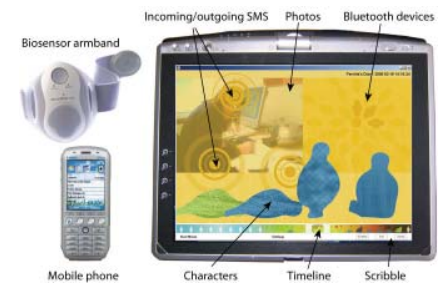 Incoming/outgoing SMS
Photos
Bluetooth devices
Biosensor armband
Mobile phone
Characters
Timeline
Scribble